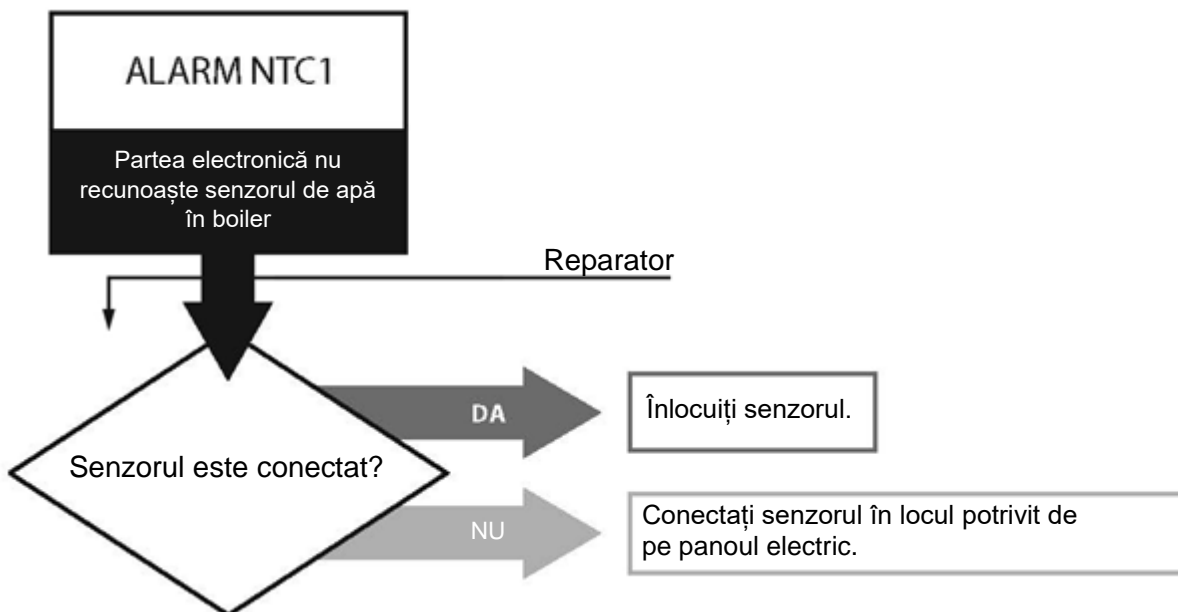 ALARM NTC1
Partea electronică nu
recunoaște senzorul de apă
în boiler
Reparator
Senzorul este conectat?
DA
Înlocuiți senzorul.
NU
Conectați senzorul în locul potrivit de
pe panoul electric.